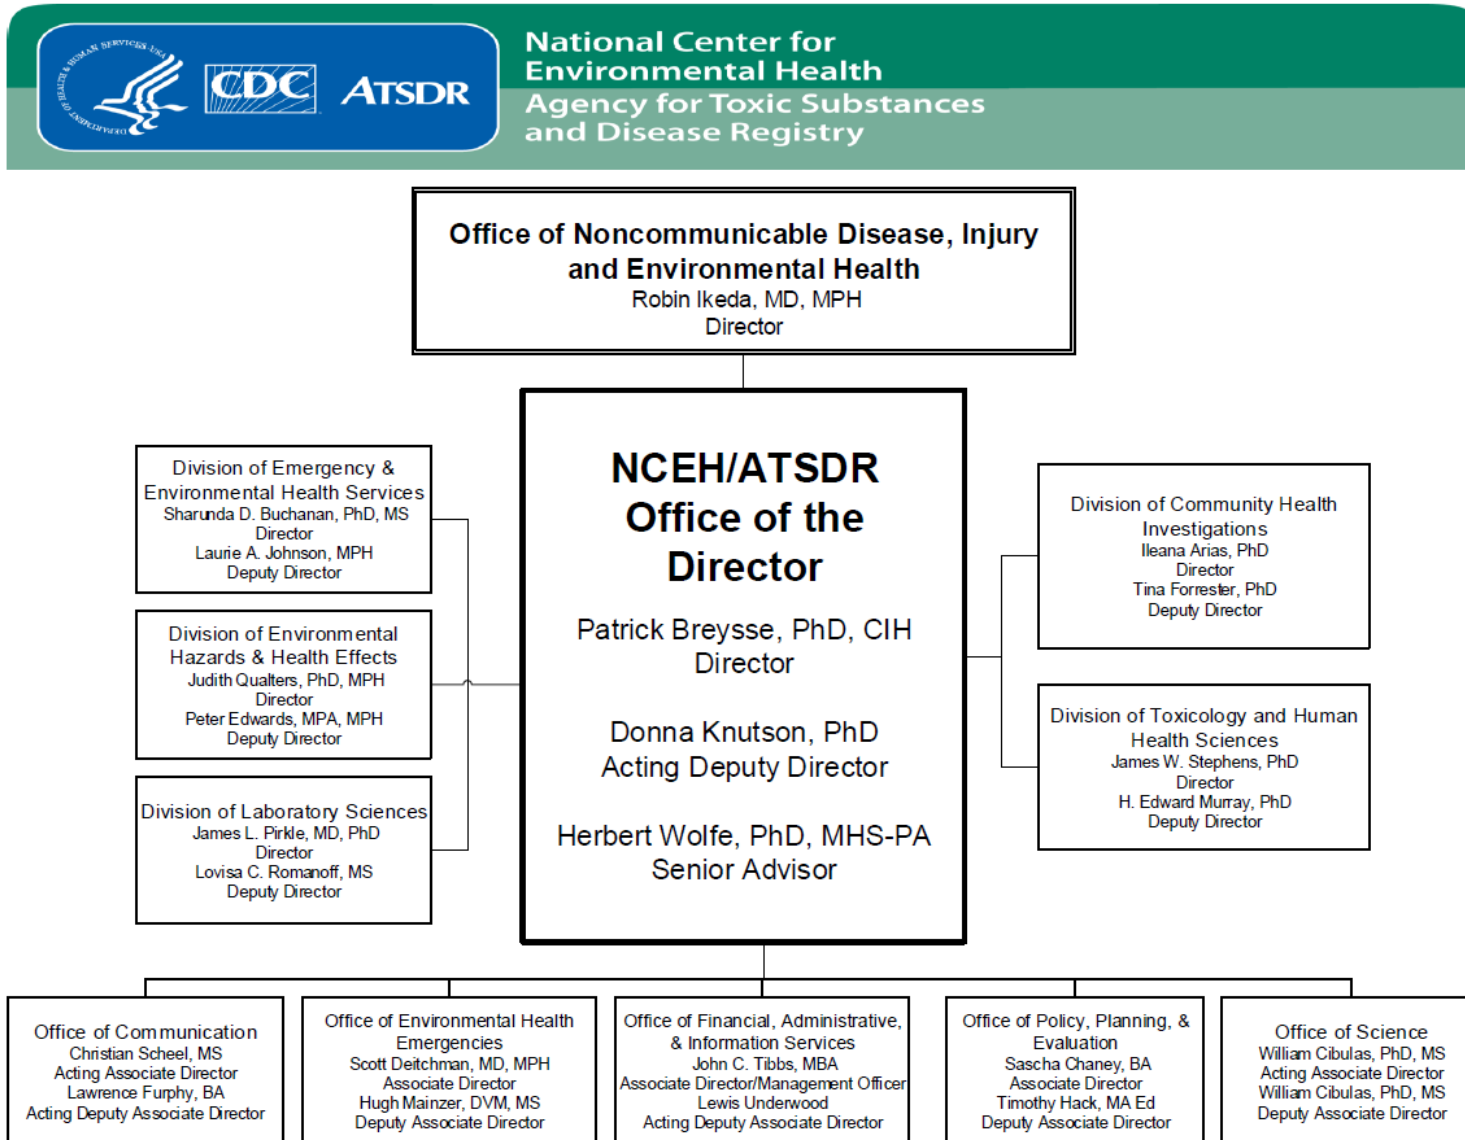 DEPARTMENT OF HEALTH & HUMAN SERVICES · USA
CDC
ATSDR
National Center for
Environmental Health
Agency for Toxic Substances
and Disease Registry
Office of Noncommunicable Disease, Injury
and Environmental Health
Robin Ikeda, MD, MPH
Director
NCEH/ATSDR
Office of the
Director
Patrick Breysse, PhD, CIH
Director
Donna Knutson, PhD
Acting Deputy Director
Herbert Wolfe, PhD, MHS-PA
Senior Advisor
Division of Emergency &
Environmental Health Services
Sharunda D. Buchanan, PhD, MS
Director
Laurie A. Johnson, MPH
Deputy Director
Division of Environmental
Hazards & Health Effects
Judith Qualters, PhD, MPH
Director
Peter Edwards, MPA, MPH
Deputy Director
Division of Laboratory Sciences
James L. Pirkle, MD, PhD
Director
Lovisa C. Romanoff, MS
Deputy Director
Division of Community Health
Investigations
Ileana Arias, PhD
Director
Tina Forrester, PhD
Deputy Director
Division of Toxicology and Human
Health Sciences
James W. Stephens, PhD
Director
H. Edward Murray, PhD
Deputy Director
Office of Communication
Christian Scheel, MS
Acting Associate Director
Lawrence Furphy, BA
Acting Deputy Associate Director
Office of Environmental Health
Emergencies
Scott Deitchman, MD, MPH
Associate Director
Hugh Mainzer, DVM, MS
Deputy Associate Director
Office of Financial, Administrative,
& Information Services
John C. Tibbs, MBA
Associate Director/Management Officer
Lewis Underwood
Acting Deputy Associate Director
Office of Policy, Planning, &
Evaluation
Sascha Chaney, BA
Associate Director
Timothy Hack, MA Ed
Deputy Associate Director
Office of Science
William Cibulas, PhD, MS
Acting Associate Director
William Cibulas, PhD, MS
Deputy Associate Director